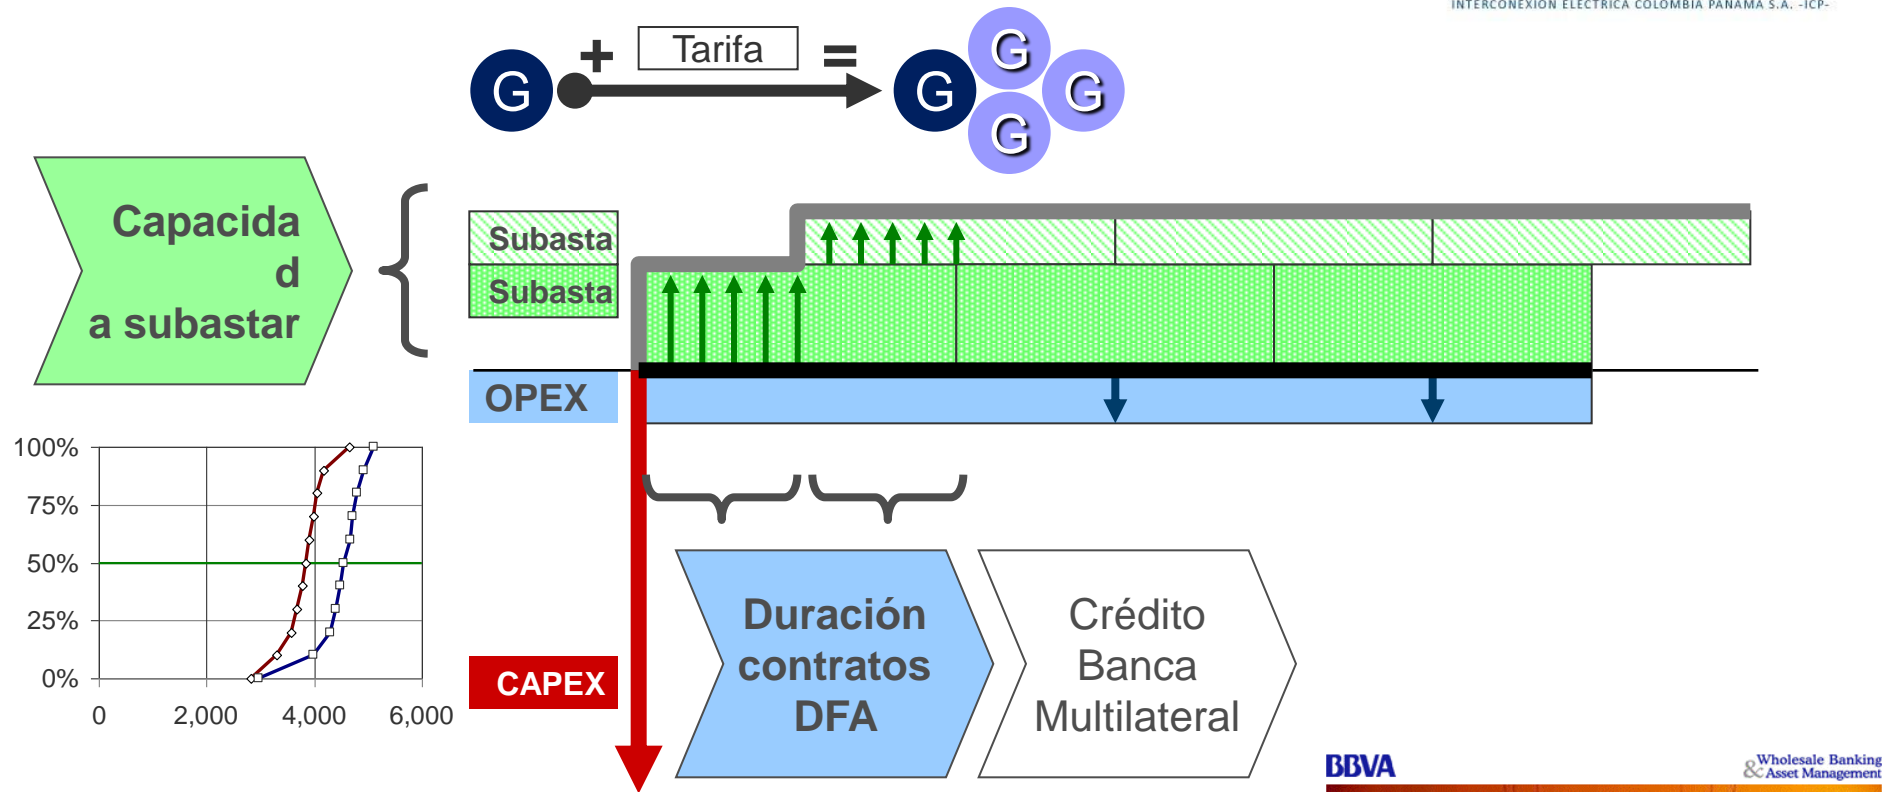 INTERCONEXION ELECTRICA COLOMBIA PANAMA S.A. -ICP-
+ Tarifa =
G G G G G
Capacida
d
a subastar
Subasta
Subasta
OPEX
100%
75%
50%
25%
0%
0 2,000 4,000 6,000
CAPEX
Duración
contratos
DFA
Crédito
Banca
Multilateral
BBVA
Wholesale Banking
& Asset Management